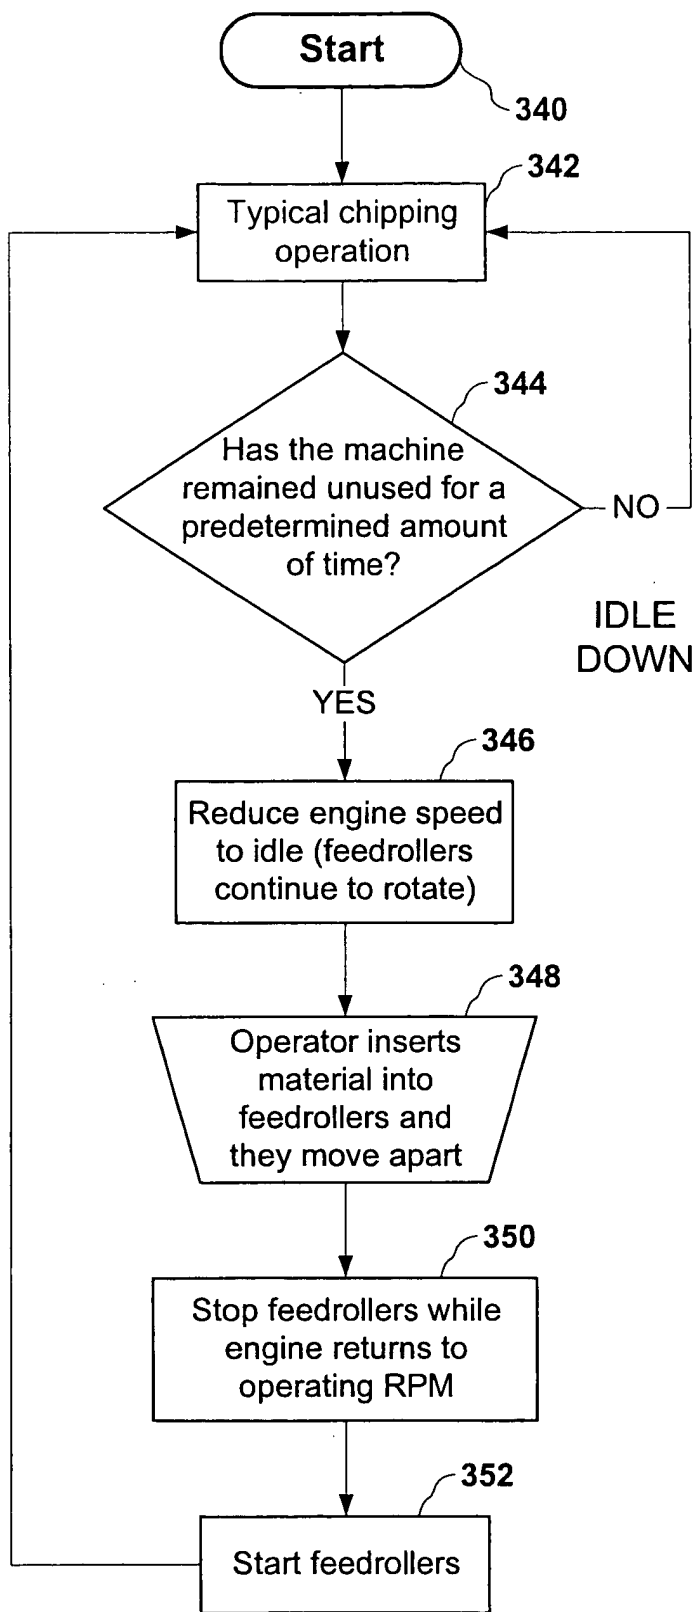 Start
340
342
Typical chipping
operation
344
Has the machine
remained unused for a
predetermined amount
of time?
NO
IDLE
DOWN
YES
346
Reduce engine speed
to idle (feedrollers
continue to rotate)
348
Operator inserts
material into
feedrollers and
they move apart
350
Stop feedrollers while
engine returns to
operating RPM
352
Start feedrollers